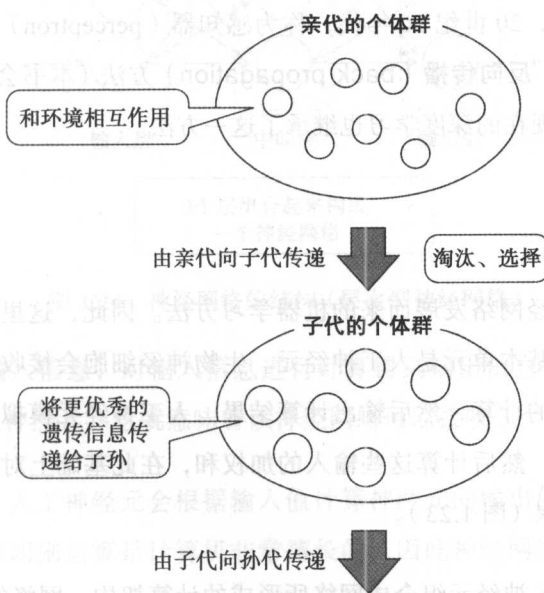 亲代的个体群
和环境相互作用
由亲代向子代传递
淘汰、选择
子代的个体群
将更优秀的
遗传信息传
递给子孙
由子代向孙代传递